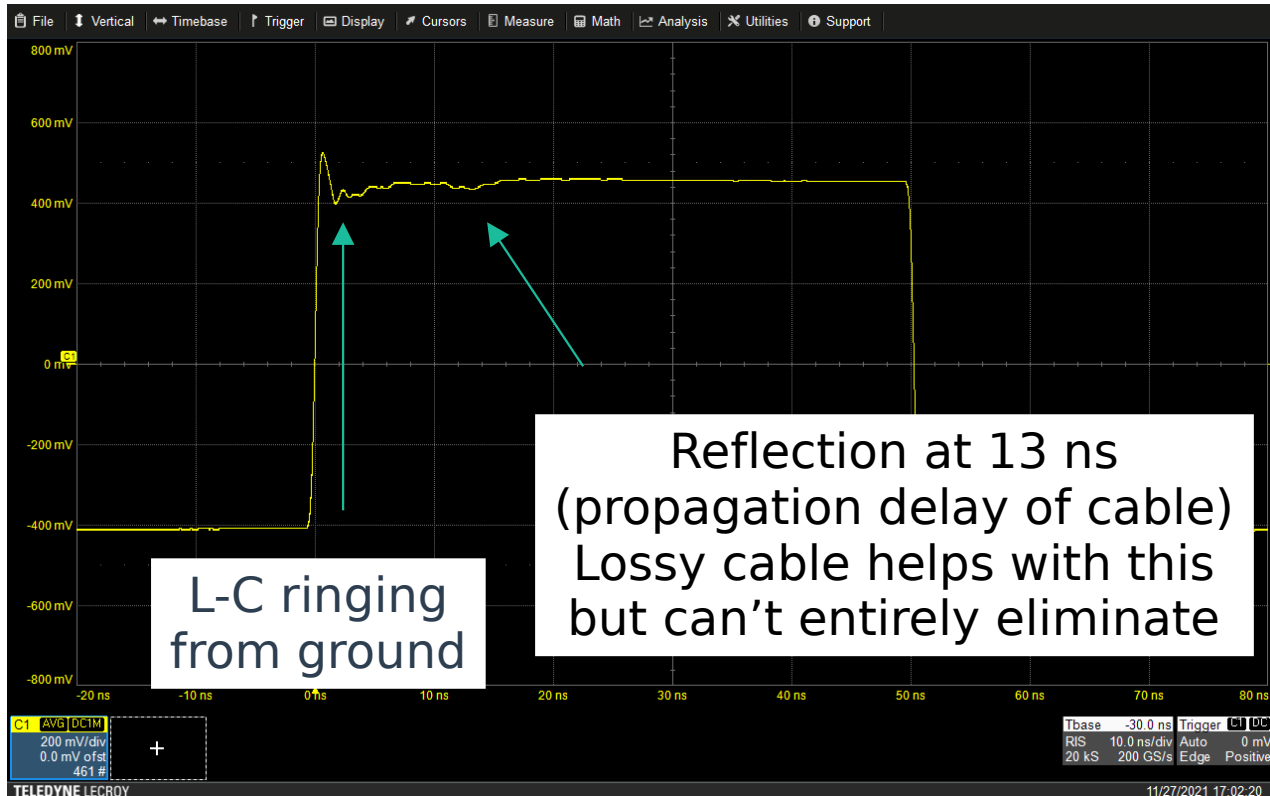 File Vertical Timebase Trigger Display Cursors Measure Math Analysis Utilities Support
800 mV
600 mV
400 mV
200 mV
C1
0 mV
-200 mV
-400 mV
-600 mV
-800 mV
Reflection at 13 ns
(propagation delay of cable)
Lossy cable helps with this
but can’t entirely eliminate
L-C ringing
from ground
-20 ns -10 ns 0 ns 10 ns 20 ns 30 ns 40 ns 50 ns 60 ns 70 ns 80 ns
C1 AVG DC1M
200 mV/div
0.0 mV ofst
461 #
+
Tbase -30.0 ns
RIS 10.0 ns/div
20 kS 200 GS/s
Trigger C1 DC
Auto 0 mV
Edge Positive
TELEDYNE LECROY
11/27/2021 17:02:20